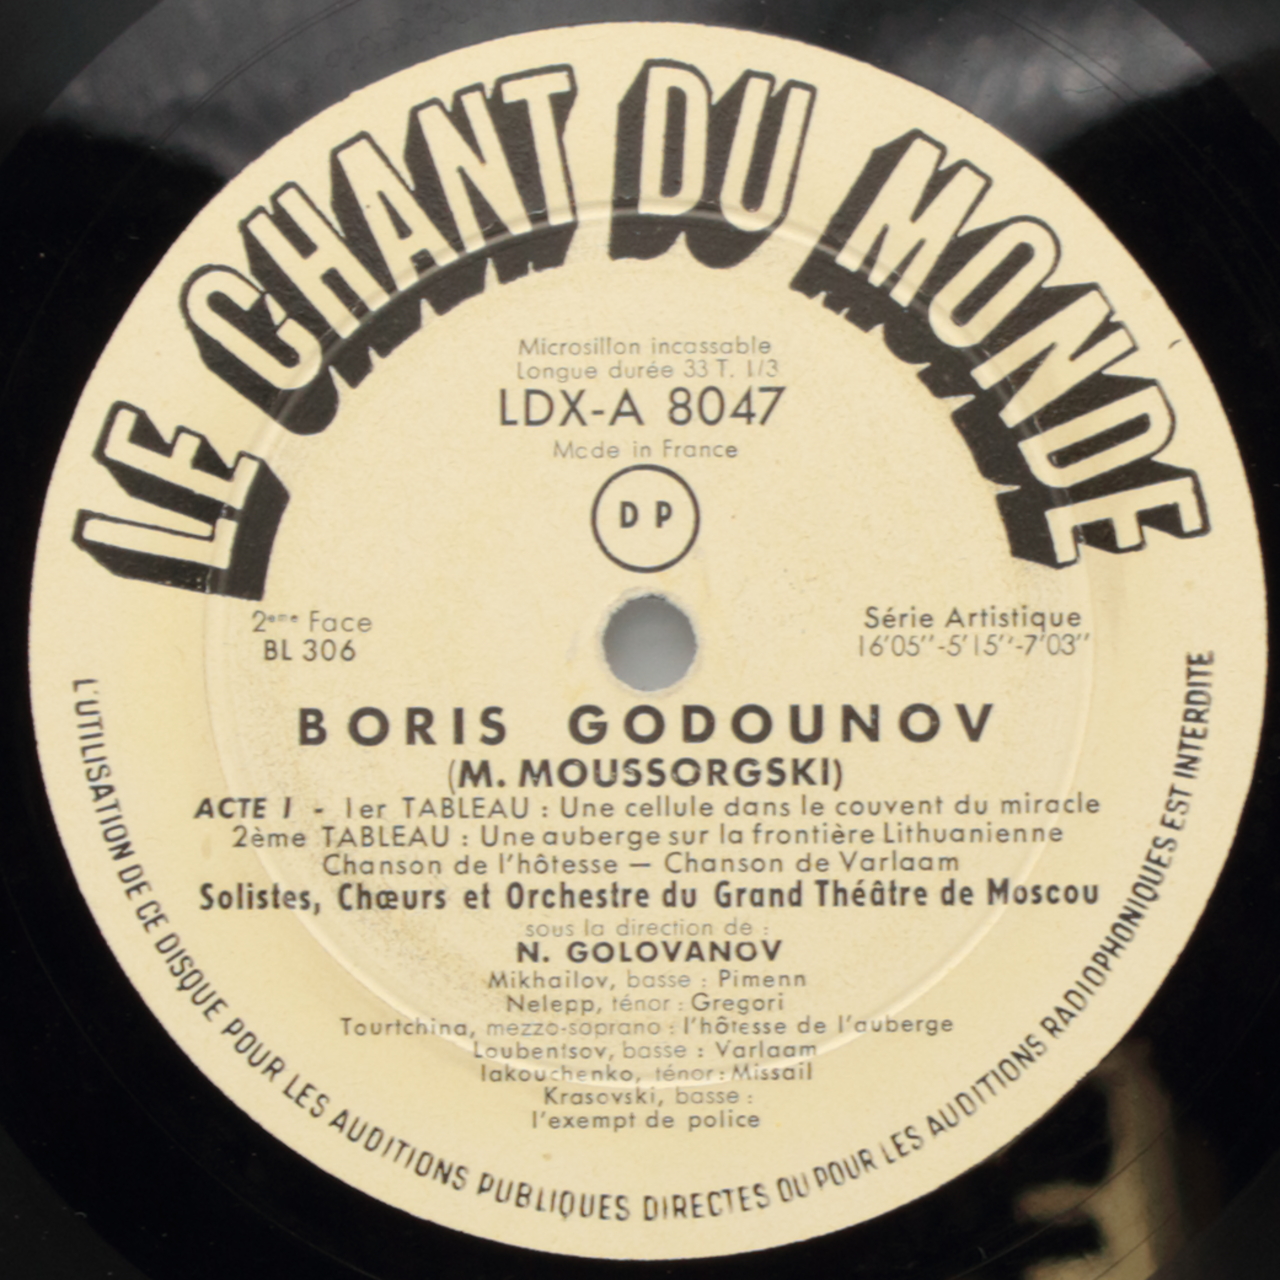 LE CHANT DU MONDE
Microsillon incassable
Longue durée 33 T. 1/3
LDX-A 8047
Made in France
D P
2ème Face
BL 306
Série Artistique
16'05''-5'15''-7'03''
BORIS GODOUNOV
(M. MOUSSORGSKI)
ACTE I - 1er TABLEAU : Une cellule dans le couvent du miracle
2ème TABLEAU : Une auberge sur la frontière Lithuanienne
Chanson de l'hôtesse — Chanson de Varlaam
Solistes, Chœurs et Orchestre du Grand Théâtre de Moscou
sous la direction de :
N. GOLOVANOV
Mikhailov, basse : Pimenn
Nelepp, ténor : Gregori
Tourtchina, mezzo-soprano : l'hôtesse de l'auberge
Loubentsov, basse : Varlaam
Iakouchenko, ténor : Missail
Krasovski, basse :
l'exempt de police
L'UTILISATION DE CE DISQUE POUR LES AUDITIONS PUBLIQUES DIRECTES OU POUR LES AUDITIONS RADIOPHONIQUES EST INTERDITE